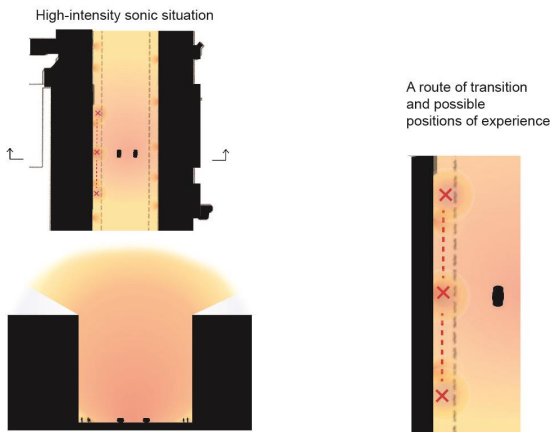 High-intensity sonic situation
A route of transition
and possible
positions of experience